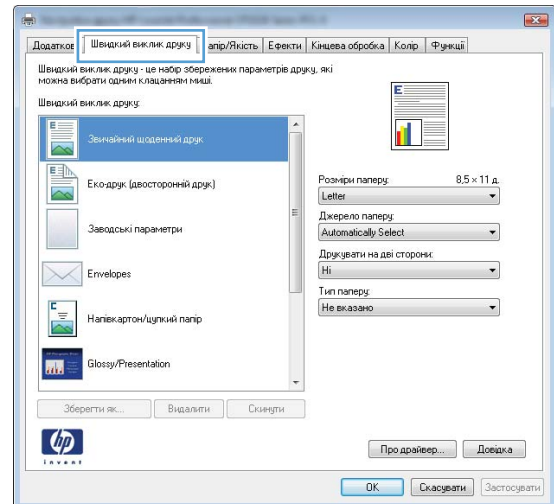 Додатков
Швидкий виклик друку
апір/Якість
Ефекти
Кінцева обробка
Колір
Функції
Швидкий виклик друку - це набір збережених параметрів друку, які
можна вибрати одним клацанням миші.
Швидкий виклик друку:
Звичайний щоденний друк
Еко-друк (двосторонній друк)
Заводські параметри
Envelopes
Напівкартон/цупкий папір
Glossy/Presentation
Зберегти як...
Видалити
Скинути
E
Розміри паперу:
8,5 × 11 д.
Letter
Джерело паперу:
Automatically Select
Друкувати на дві сторони:
Ні
Тип паперу:
Не вказано
hp
invent
Про драйвер...
Довідка
OK
Скасувати
Застосувати